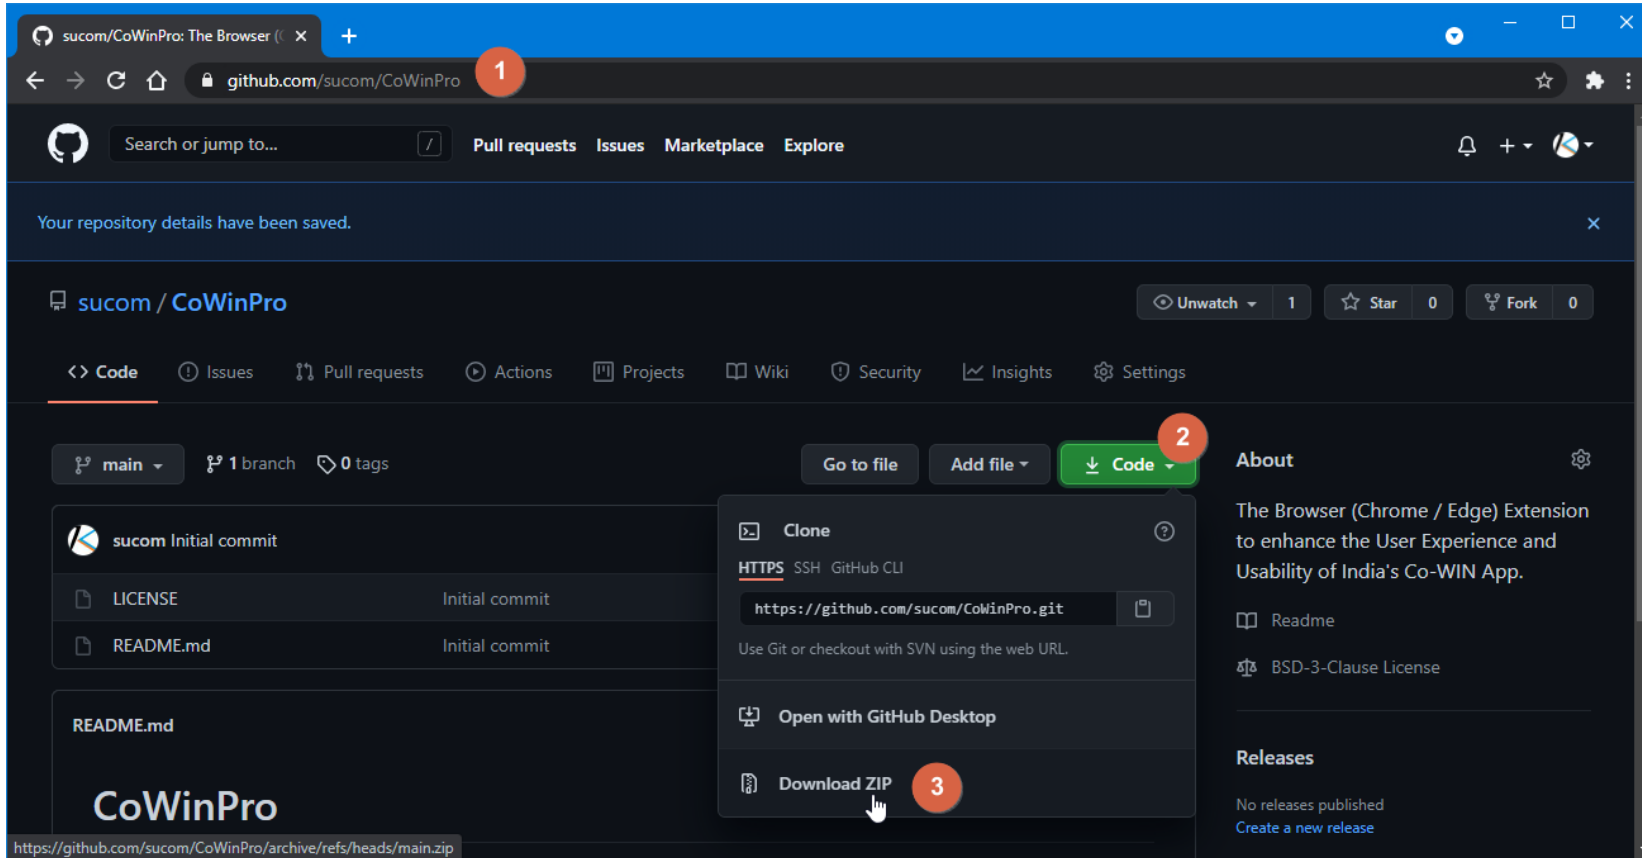 sucom/CoWinPro: The Browser (
github.com/sucom/CoWinPro
1
Search or jump to...
/
Pull requests Issues Marketplace Explore
Your repository details have been saved.
sucom / CoWinPro
Unwatch 1 Star 0 Fork 0
Code Issues Pull requests Actions Projects Wiki Security Insights Settings
2
main 1 branch 0 tags
Go to file Add file Code
sucom Initial commit
LICENSE Initial commit
README.md Initial commit
README.md
CoWinPro
Clone
HTTPS SSH GitHub CLI
https://github.com/sucom/CoWinPro.git
Use Git or checkout with SVN using the web URL.
Open with GitHub Desktop
Download ZIP
3
About
The Browser (Chrome / Edge) Extension
to enhance the User Experience and
Usability of India's Co-WIN App.
Readme
BSD-3-Clause License
Releases
No releases published
Create a new release
https://github.com/sucom/CoWinPro/archive/refs/heads/main.zip